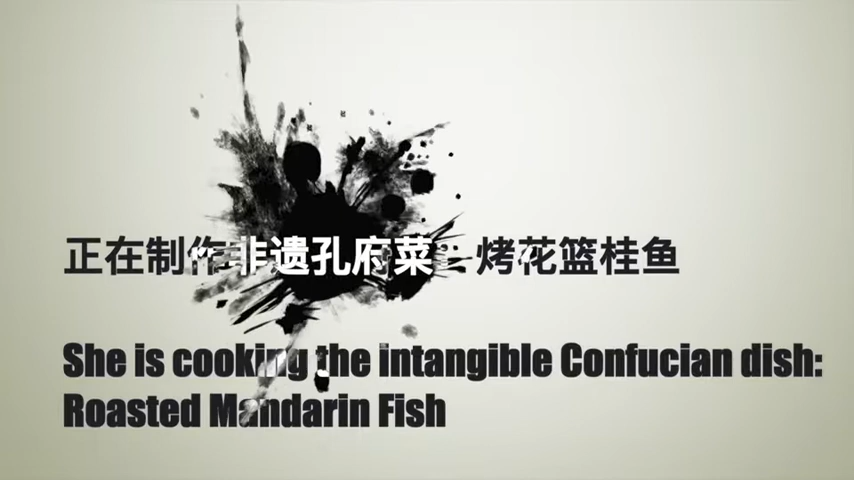 正在制作非遗孔府菜：烤花篮桂鱼
She is cooking the intangible Confucian dish:
Roasted Mandarin Fish